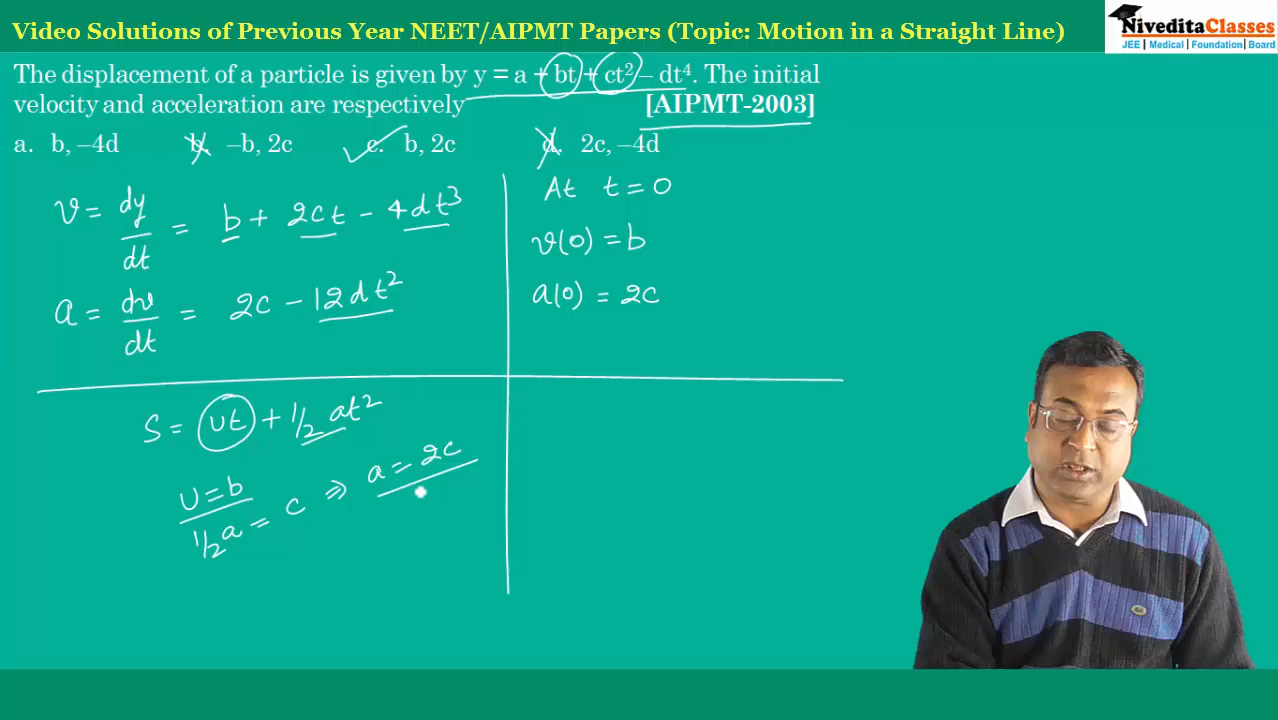 Video Solutions of Previous Year NEET/AIPMT Papers (Topic: Motion in a Straight Line)
NiveditaClasses
JEE | Medical | Foundation | Board
The displacement of a particle is given by y = a + bt + ct² – dt⁴. The initial
velocity and acceleration are respectively [AIPMT-2003]
a. b, –4d b. –b, 2c c. b, 2c d. 2c, –4d
v = dy/dt = b + 2ct - 4dt³
a = dv/dt = 2c - 12dt²
At t = 0
v(0) = b
a(0) = 2c
S = ut + 1/2 at²
u = b
1/2 a = c ⇒ a = 2c